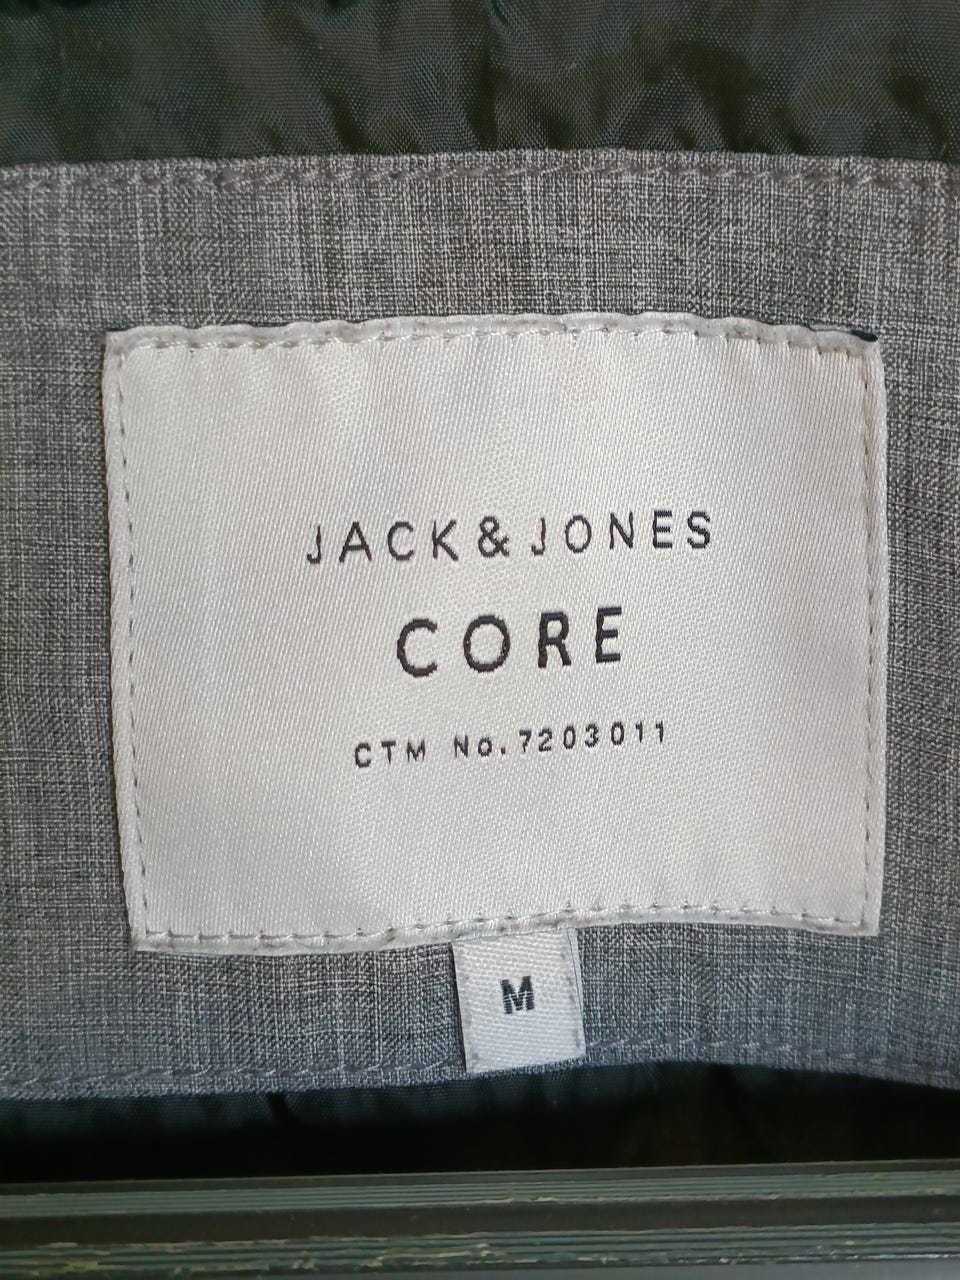 JACK & JONES
CORE
CTM No. 7203011
M